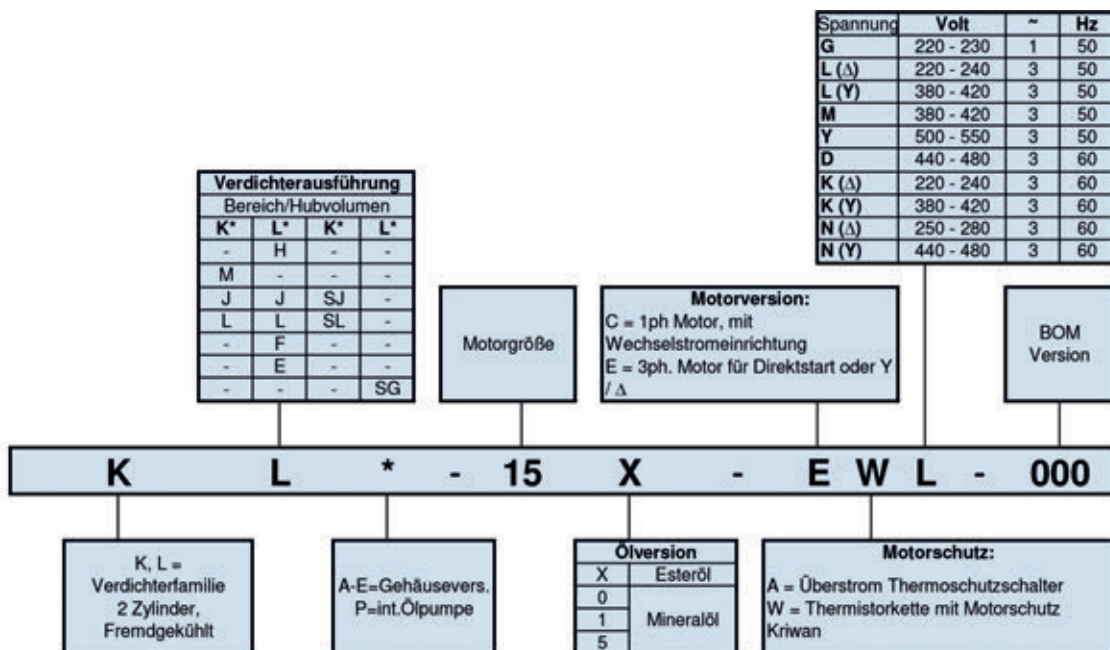 Spannung Volt ~ Hz
G 220 - 230 1 50
L (Δ) 220 - 240 3 50
L (Y) 380 - 420 3 50
M 380 - 420 3 50
Y 500 - 550 3 50
D 440 - 480 3 60
K (Δ) 220 - 240 3 60
K (Y) 380 - 420 3 60
N (Δ) 250 - 280 3 60
N (Y) 440 - 480 3 60
Verdichterausführung
Bereich/Hubvolumen
K* L* K* L*
- H - -
M - - -
J J SJ -
L L SL -
- F - -
- E - -
- - - SG
Motorgröße
Motorversion:
C = 1ph Motor, mit
Wechselstromeinrichtung
E = 3ph. Motor für Direktstart oder Y
/ Δ
BOM
Version
K L * - 15 X - E W L - 000
K, L =
Verdichterfamilie
2 Zylinder,
Fremdgekühlt
A-E=Gehäusevers.
P=int.Ölpumpe
Ölversion
X Esteröl
0
1 Mineralöl
5
Motorschutz:
A = Überstrom Thermoschutzschalter
W = Thermistorkette mit Motorschutz
Kriwan